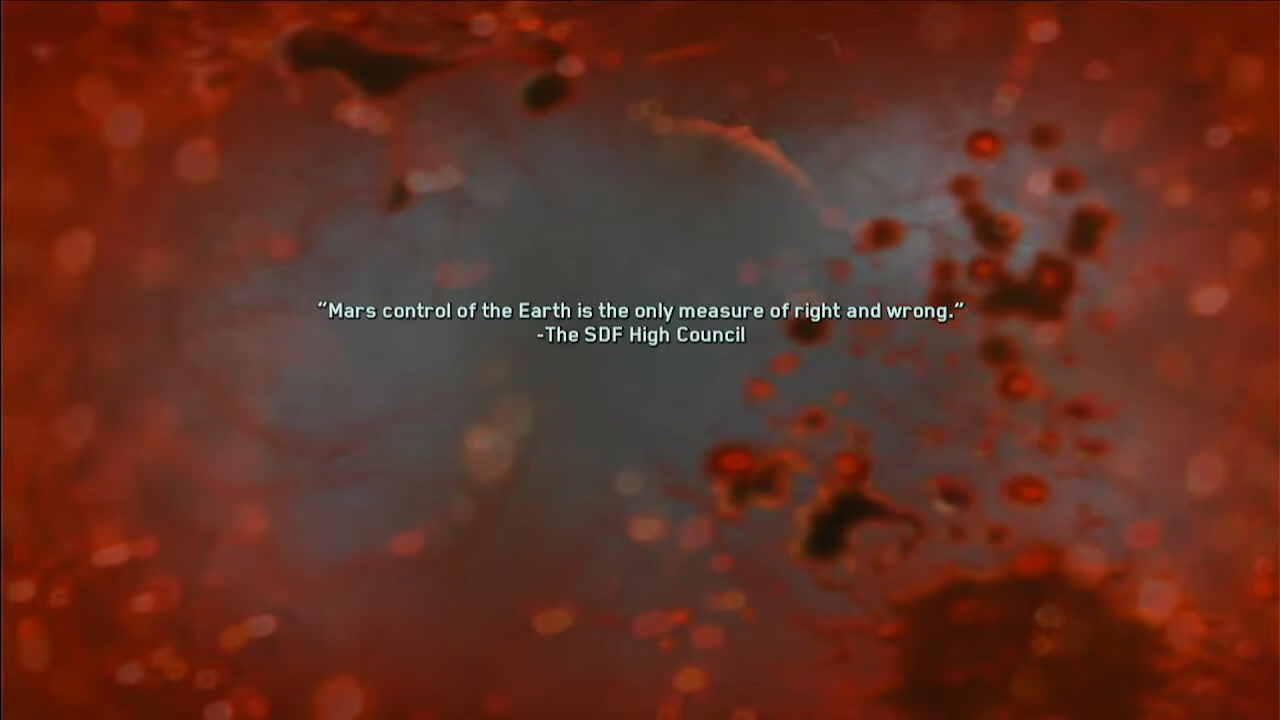 “Mars control of the Earth is the only measure of right and wrong.”
-The SDF High Council